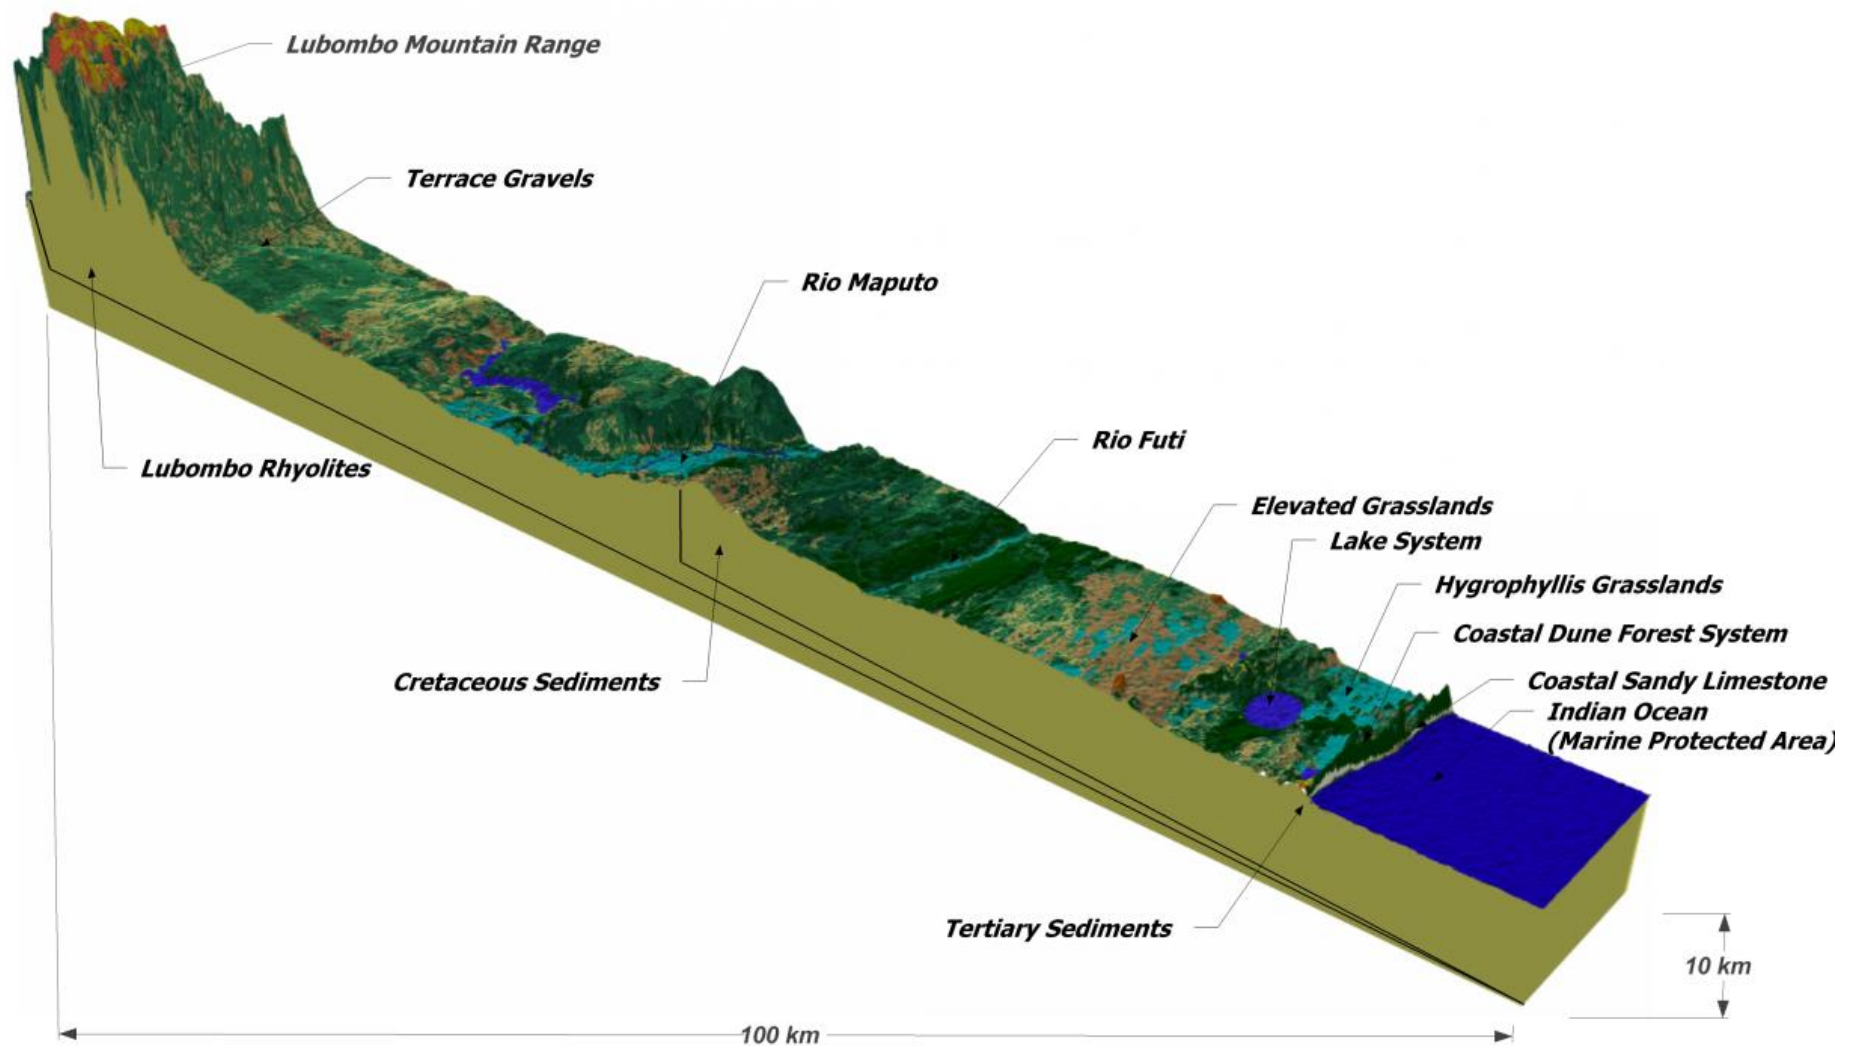 Lubombo Mountain Range
Terrace Gravels
Rio Maputo
Rio Futi
Lubombo Rhyolites
Elevated Grasslands
Lake System
Hygrophyllis Grasslands
Coastal Dune Forest System
Cretaceous Sediments
Coastal Sandy Limestone
Indian Ocean
(Marine Protected Area)
Tertiary Sediments
10 km
100 km